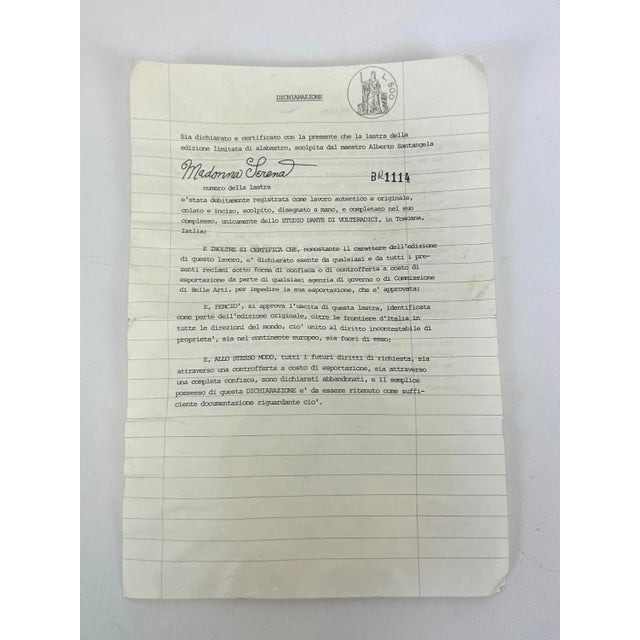 DICHIARAZIONE
L. 500
Sia dichiarato e certificato con la presente che la lastra della
edizione limitata di alabastro, scolpita dal maestro Alberto Santangela
Madonna Serena
BR1114
numero della lastra
e'stata debitamente registrata come lavoro autentico e originale,
colato e inciso, scolpito, disegnato a mano, e completato nel suo
complesso, unicamente dello STUDIO DANTE DI VOLTERADICI, in Toscana,
Iatlia;
E INOLTRE SI CERTIFICA CHE, nonostante il carattere dell'edizione
di questo lavoro, e' dichiarato esente da qualsiasi e da tutti i pre-
senti reclami sotto forma di confisca o di controfferta a costo di
esportazione da parte di qualsiasi agenzia di governo o di Commissione
di Belle Arti, per impedire la sua esportazione, che e' approvata;
E, PERCIO', si approva l'uscita di questa lastra, identificata
come parte dell'edizione originale, oltre le frontiere d'Italia in
tutte le direzioni del mondo, cio' unito al diritto incontestabile di
proprieta', sia nel continente europeo, sia fuori di esso;
E, ALLO STESSO MODO, tutti i futuri diritti di richiesta, sia
attraverso una controfferta a costo di esportazione, sia attraverso
una completa confisca, sono dichiarati abbandonati, e il semplice
possesso di questa DICHIARAZIONE e' da essere ritenuto come suffi-
ciente documentazione riguardante cio'.